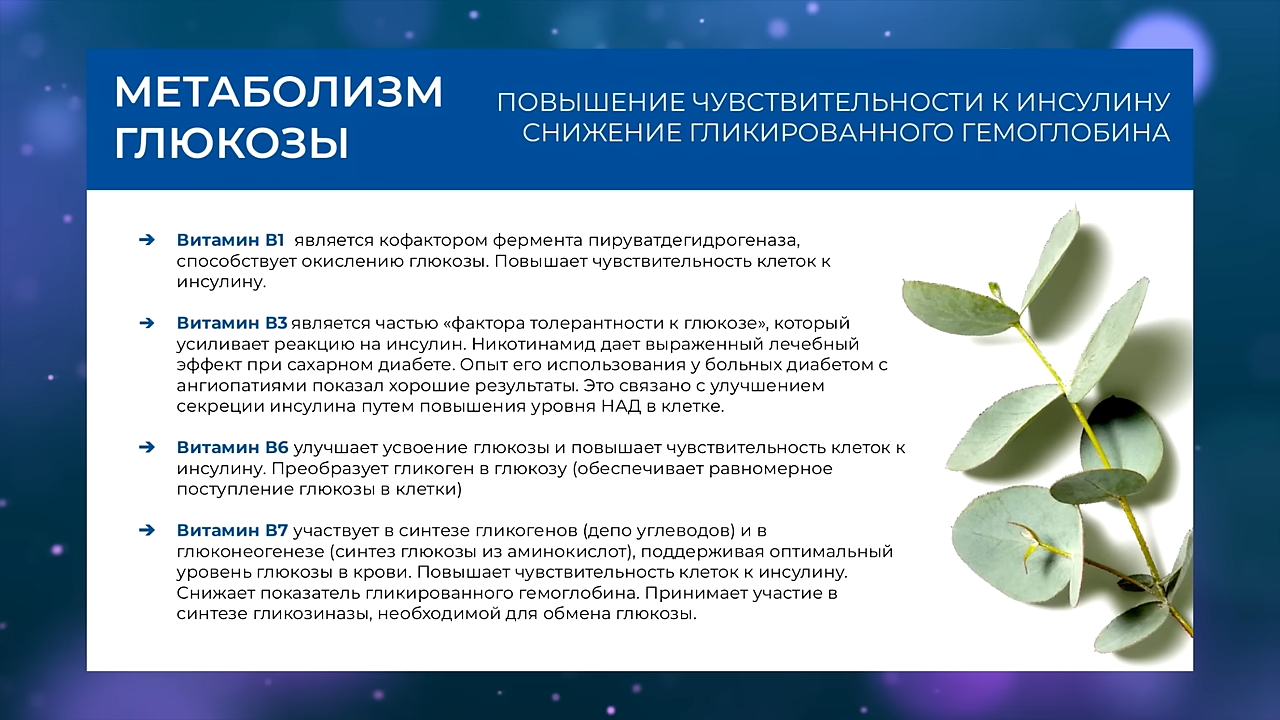 МЕТАБОЛИЗМ
ГЛЮКОЗЫ
ПОВЫШЕНИЕ ЧУВСТВИТЕЛЬНОСТИ К ИНСУЛИНУ
СНИЖЕНИЕ ГЛИКИРОВАННОГО ГЕМОГЛОБИНА
➔ Витамин В1 является кофактором фермента пируватдегидрогеназа,
способствует окислению глюкозы. Повышает чувствительность клеток к
инсулину.
➔ Витамин В3 является частью «фактора толерантности к глюкозе», который
усиливает реакцию на инсулин. Никотинамид дает выраженный лечебный
эффект при сахарном диабете. Опыт его использования у больных диабетом с
ангиопатиями показал хорошие результаты. Это связано с улучшением
секреции инсулина путем повышения уровня НАД в клетке.
➔ Витамин В6 улучшает усвоение глюкозы и повышает чувствительность клеток к
инсулину. Преобразует гликоген в глюкозу (обеспечивает равномерное
поступление глюкозы в клетки)
➔ Витамин В7 участвует в синтезе гликогенов (депо углеводов) и в
глюконеогенезе (синтез глюкозы из аминокислот), поддерживая оптимальный
уровень глюкозы в крови. Повышает чувствительность клеток к инсулину.
Снижает показатель гликированного гемоглобина. Принимает участие в
синтезе гликозиназы, необходимой для обмена глюкозы.